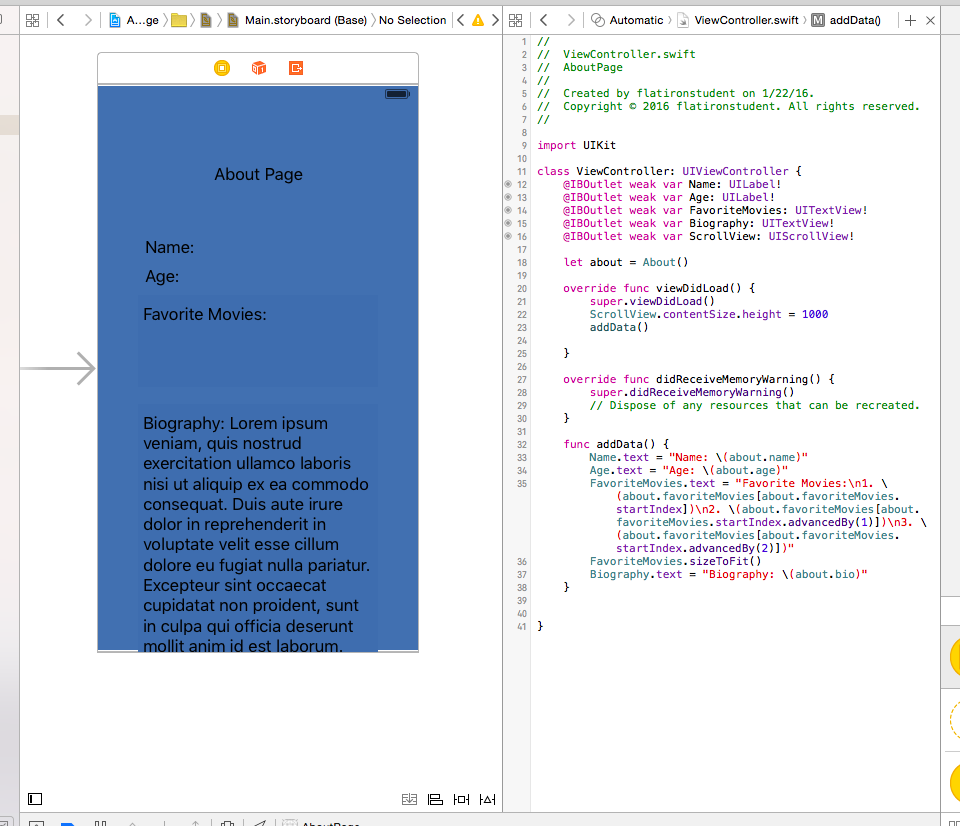 A...ge
Main.storyboard (Base)
No Selection
Automatic
ViewController.swift
M addData()
About Page
Name:
Age:
Favorite Movies:
Biography: Lorem ipsum
veniam, quis nostrud
exercitation ullamco laboris
nisi ut aliquip ex ea commodo
consequat. Duis aute irure
dolor in reprehenderit in
voluptate velit esse cillum
dolore eu fugiat nulla pariatur.
Excepteur sint occaecat
cupidatat non proident, sunt
in culpa qui officia deserunt
mollit anim id est laborum.
1 //
2 //  ViewController.swift
3 //  AboutPage
4 //
5 //  Created by flatironstudent on 1/22/16.
6 //  Copyright © 2016 flatironstudent. All rights reserved.
7 //
8
9 import UIKit
10
11 class ViewController: UIViewController {
12     @IBOutlet weak var Name: UILabel!
13     @IBOutlet weak var Age: UILabel!
14     @IBOutlet weak var FavoriteMovies: UITextView!
15     @IBOutlet weak var Biography: UITextView!
16     @IBOutlet weak var ScrollView: UIScrollView!
17
18     let about = About()
19
20     override func viewDidLoad() {
21         super.viewDidLoad()
22         ScrollView.contentSize.height = 1000
23         addData()
24
25     }
26
27     override func didReceiveMemoryWarning() {
28         super.didReceiveMemoryWarning()
29         // Dispose of any resources that can be recreated.
30     }
31
32     func addData() {
33         Name.text = "Name: \(about.name)"
34         Age.text = "Age: \(about.age)"
35         FavoriteMovies.text = "Favorite Movies:\n1. \
(about.favoriteMovies[about.favoriteMovies.
startIndex])\n2. \(about.favoriteMovies[about.
favoriteMovies.startIndex.advancedBy(1)])\n3. \
(about.favoriteMovies[about.favoriteMovies.
startIndex.advancedBy(2)])"
36         FavoriteMovies.sizeToFit()
37         Biography.text = "Biography: \(about.bio)"
38     }
39
40
41 }
AboutPage